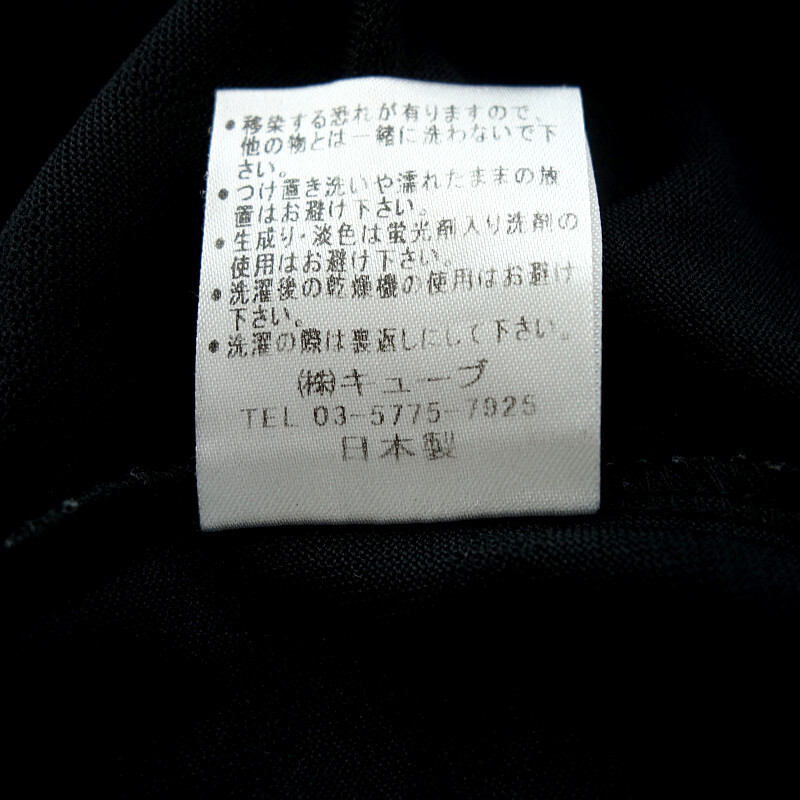 ●移染する恐れが有りますので、
他の物とは一緒に洗わないで下
さい。
●つけ置き洗いや濡れたままの放
置はお避け下さい。
●生成り・淡色は蛍光剤入り洗剤の
使用はお避け下さい。
●洗濯後の乾燥機の使用はお避け
下さい。
●洗濯の際は裏返しにして下さい。
㈱キューブ
TEL 03-5775-7925
日本製